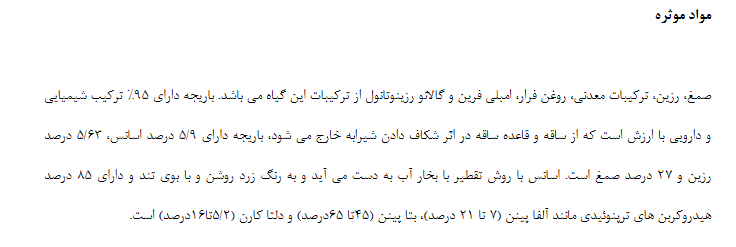 مواد موثره
صمغ، رزین، ترکیبات معدنی، روغن فرار، امبلی فرین و گالانو رزینوتانول از ترکیبات این گیاه می باشد. باریجه دارای ۹۵٪ ترکیب شیمیایی
و دارویی با ارزش است که از ساقه و قاعده ساقه در اثر شکاف دادن شیرابه خارج می شود، باریجه دارای ۵/۹ درصد اسانس، ۵/۶۳ درصد
رزین و ۲۷ درصد صمغ است. اسانس با روش تقطیر با بخار آب به دست می آید و به رنگ زرد روشن و با بوی تند و دارای ۸۵ درصد
هیدروکربن های ترپنوئیدی مانند آلفا پینن (۷ تا ۲۱ درصد)، بتا پینن (۴۵تا ۶۵درصد) و دلتا کارن (۵/۲تا۱۶درصد) است.